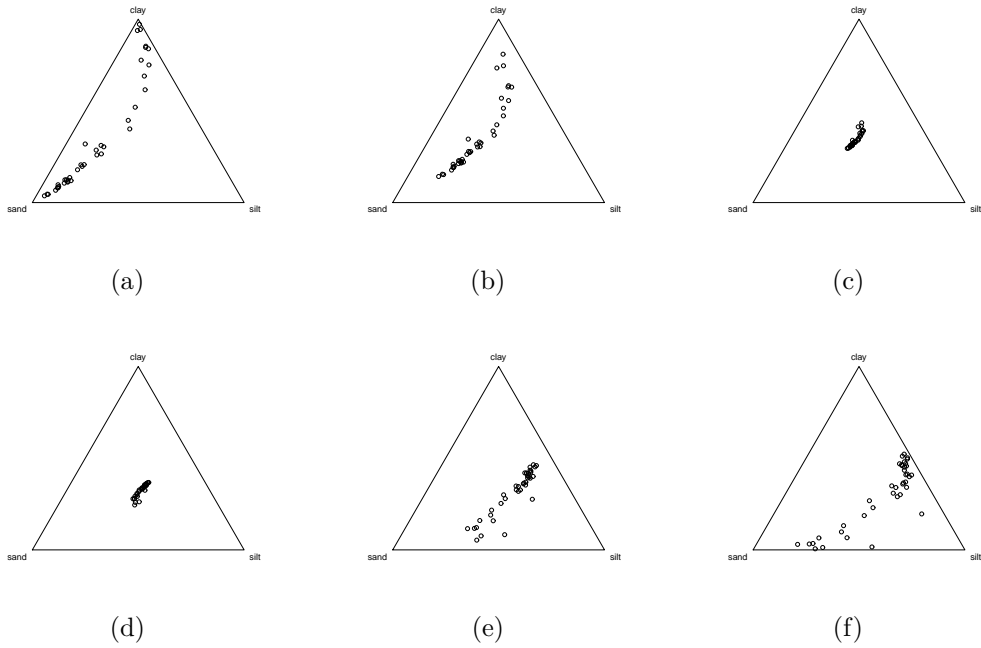 clay
clay
clay
sand
silt
sand
silt
sand
silt
(a)
(b)
(c)
clay
clay
clay
sand
silt
sand
silt
sand
silt
(d)
(e)
(f)